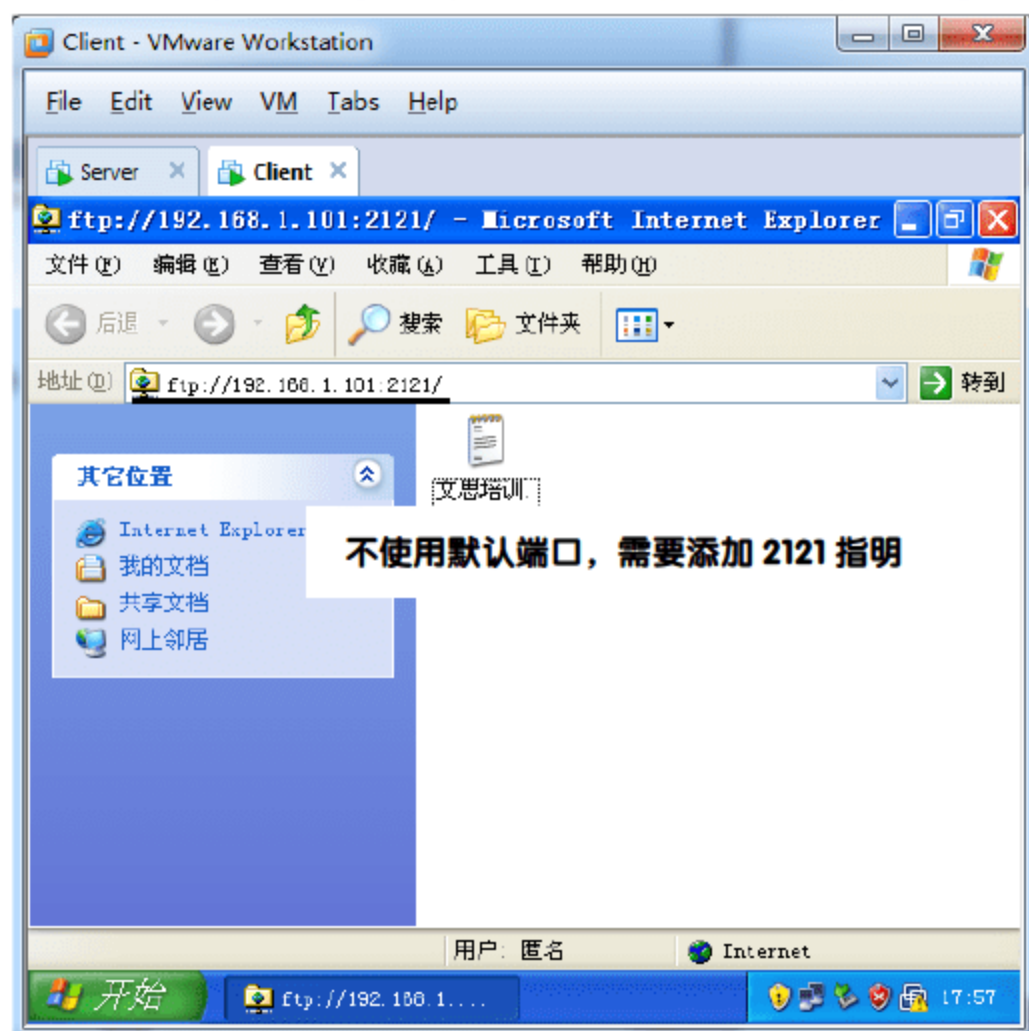 Client - VMware Workstation
File Edit View VM Tabs Help
Server Client
ftp://192.168.1.101:2121/ - Microsoft Internet Explorer
文件(F) 编辑(E) 查看(V) 收藏(A) 工具(T) 帮助(H)
后退 搜索 文件夹
地址(D) ftp://192.168.1.101:2121/ 转到
其它位置
Internet Explorer
我的文档
共享文档
网上邻居
文思培训.
不使用默认端口，需要添加 2121 指明
用户: 匿名 Internet
开始 ftp://192.168.1.... 17:57